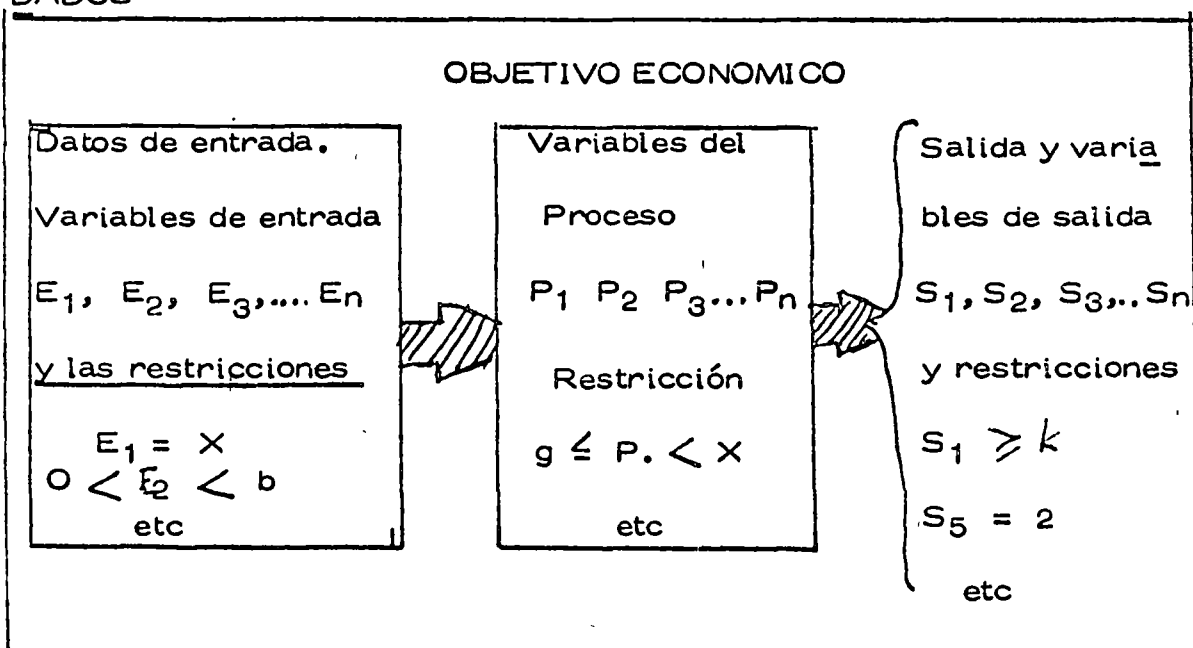 DADOS
OBJETIVO ECONOMICO
Datos de entrada.
Variables de entrada
E1, E2, E3,.... En
y las restricciones
E1 = X
O < E2 < b
etc
Variables del
Proceso
P1 P2 P3... Pn
Restricción
g ≤ P. < X
etc
Salida y varia
bles de salida
S1, S2, S3,.. Sn
y restricciones
S1 ≥ k
S5 = 2
etc